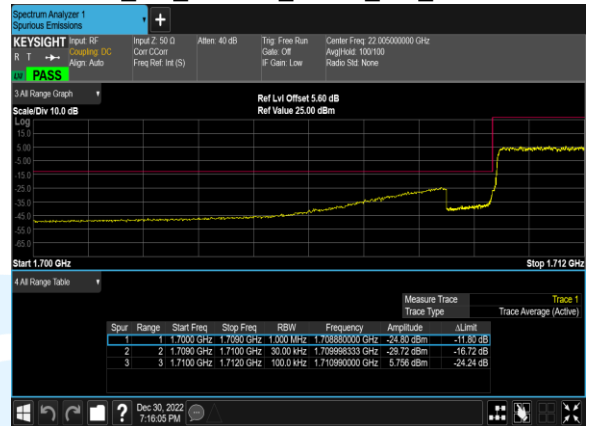 Spectrum Analyzer 1
Spurious Emissions
KEYSIGHT Input: RF Input Z: 50 Ω Atten: 40 dB Trig: Free Run Center Freq: 22.005000000 GHz
R T Coupling: DC Corr CCorr Gate: Off Avg|Hold: 100/100
Align: Auto Freq Ref: Int (S) IF Gain: Low Radio Std: None
PASS
3 All Range Graph
Ref Lvl Offset 5.60 dB
Scale/Div 10.0 dB Ref Value 25.00 dBm
Log
15.0
5.00
-5.00
-15.0
-25.0
-35.0
-45.0
-55.0
-65.0
Start 1.700 GHz Stop 1.712 GHz
4 All Range Table
Measure Trace Trace 1
Trace Type Trace Average (Active)
Spur Range Start Freq Stop Freq RBW Frequency Amplitude ΔLimit
1 1 1.7000 GHz 1.7090 GHz 1.000 MHz 1.708880000 GHz -24.80 dBm -11.80 dB
2 2 1.7090 GHz 1.7100 GHz 30.00 kHz 1.709998333 GHz -29.72 dBm -16.72 dB
3 3 1.7100 GHz 1.7120 GHz 100.0 kHz 1.710990000 GHz 5.756 dBm -24.24 dB
? Dec 30, 2022
7:16:05 PM